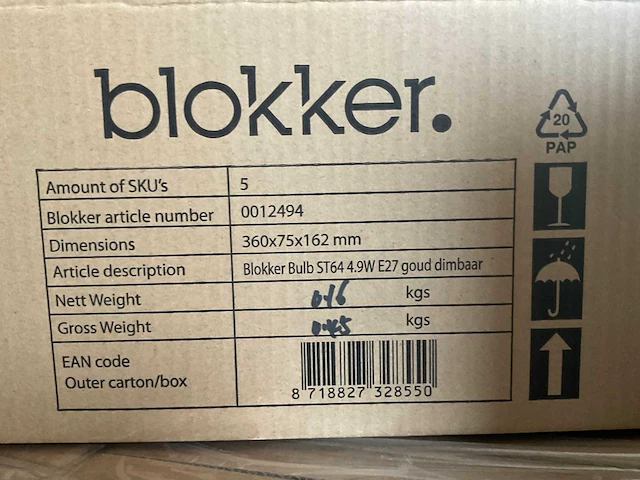 blokker.
20
PAP
Amount of SKU's 5
Blokker article number 0012494
Dimensions 360x75x162 mm
Article description Blokker Bulb ST64 4.9W E27 goud dimbaar
Nett Weight kgs
Gross Weight kgs
EAN code
Outer carton/box
8 718827 328550